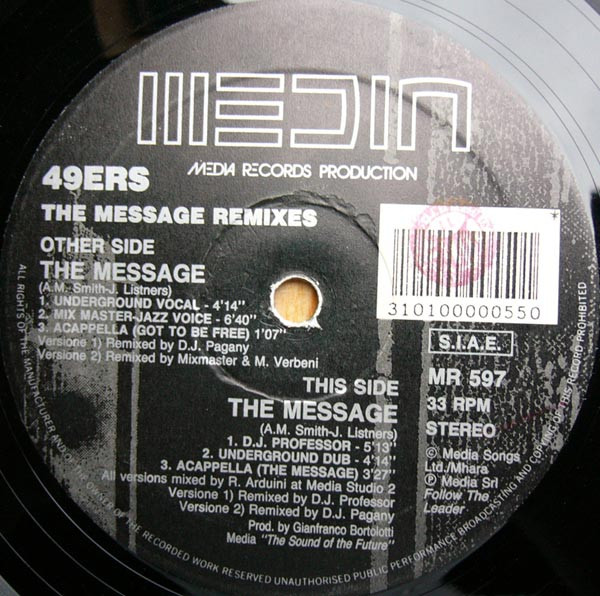 MEDIA
MEDIA RECORDS PRODUCTION
49ERS
THE MESSAGE REMIXES
OTHER SIDE
THE MESSAGE
(A.M. Smith-J. Listners)
1. UNDERGROUND VOCAL - 4'14"
2. MIX MASTER-JAZZ VOICE - 6'40"
3. ACAPPELLA (GOT TO BE FREE) 1'07"
Versione 1) Remixed by D.J. Pagany
Versione 2) Remixed by Mixmaster & M. Verbeni
*
310100000550
S.I.A.E.
MR 597
33 RPM
STEREO
© Media Songs
Ltd./Mhara
℗ Media Srl
Follow The
Leader
THIS SIDE
THE MESSAGE
(A.M. Smith-J. Listners)
1. D.J. PROFESSOR - 5'13"
2. UNDERGROUND DUB - 4'14"
3. ACAPPELLA (THE MESSAGE) 3'27"
All versions mixed by R. Arduini at Media Studio 2
Versione 1) Remixed by D.J. Professor
Versione 2) Remixed by D.J. Pagany
Prod. by Gianfranco Bortolotti
Media "The Sound of the Future"
ALL RIGHTS OF THE MANUFACTURER AND OF THE OWNER OF THE RECORDED WORK RESERVED UNAUTHORISED PUBLIC PERFORMANCE BROADCASTING AND COPYING OF THIS RECORD PROHIBITED